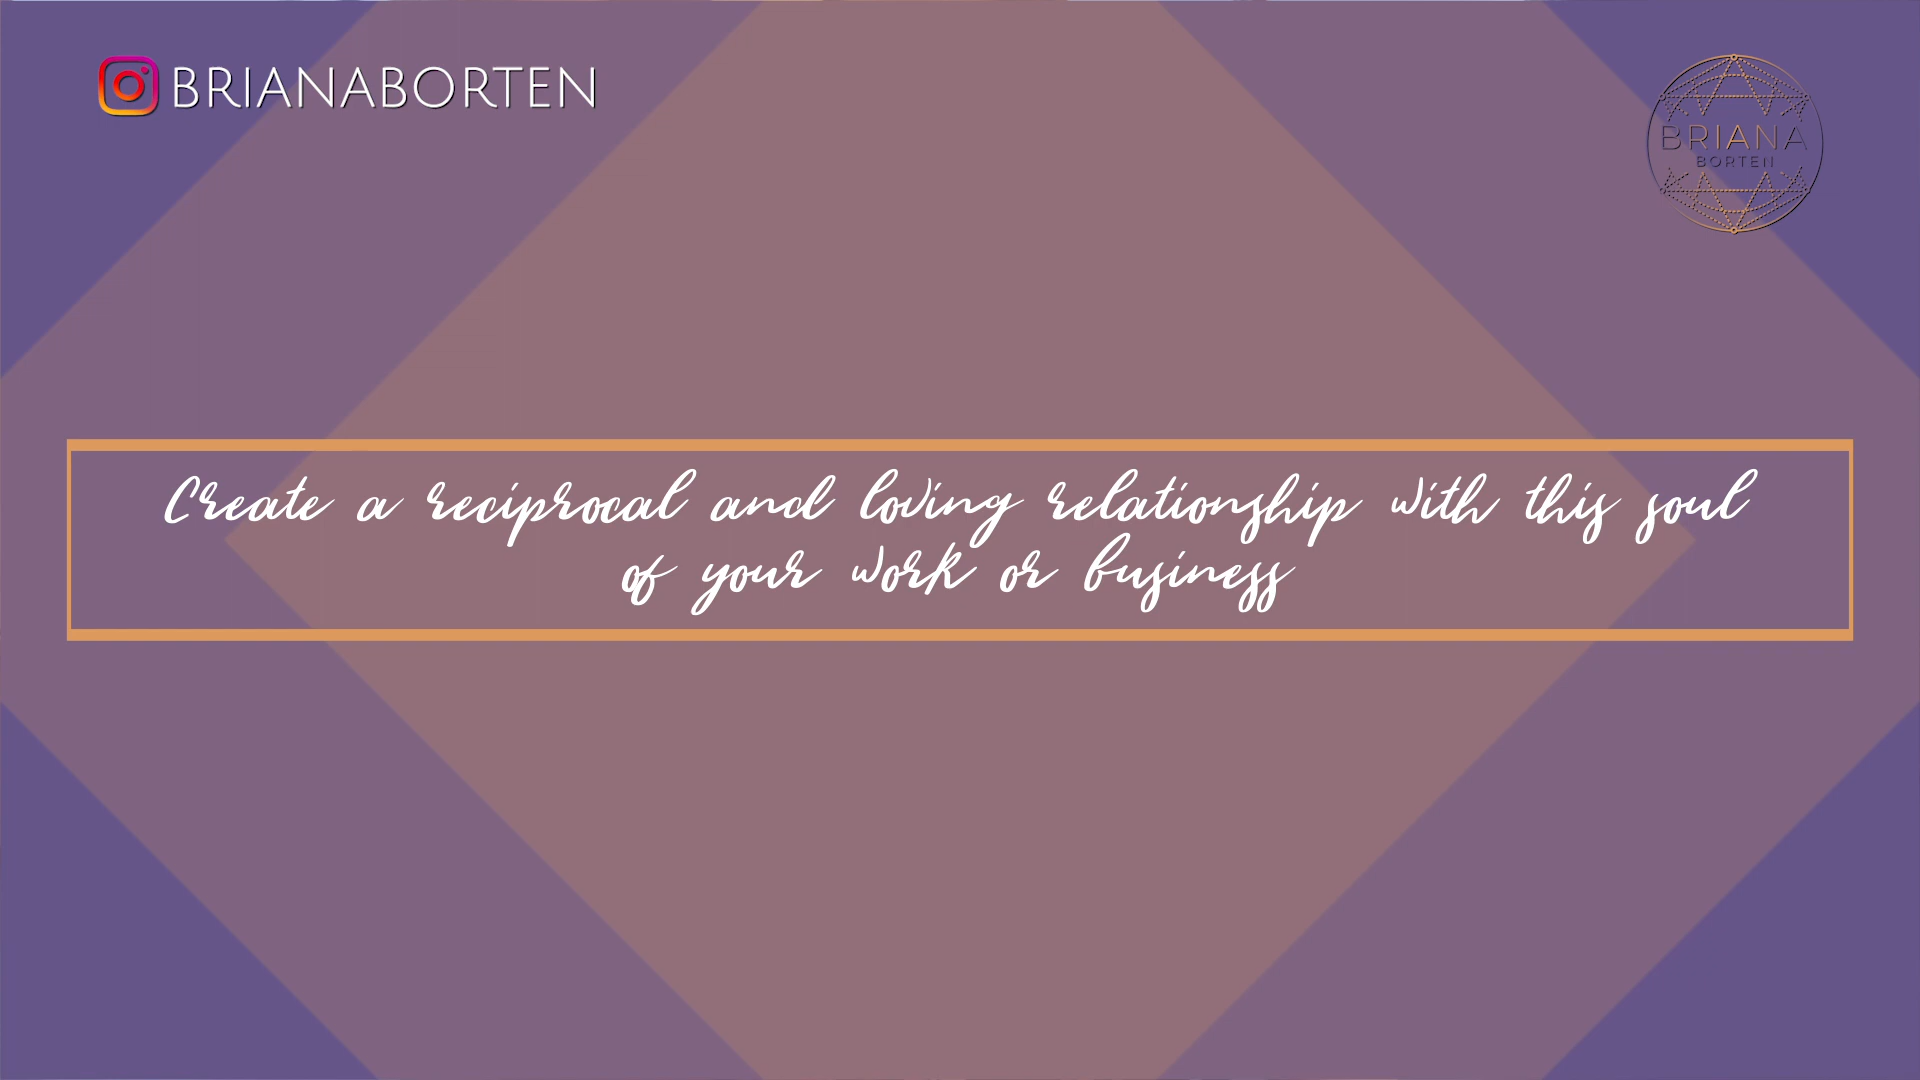 BRIANABORTEN
BRIANA
BORTEN
Create a reciprocal and loving relationship with this soul
of your work or business